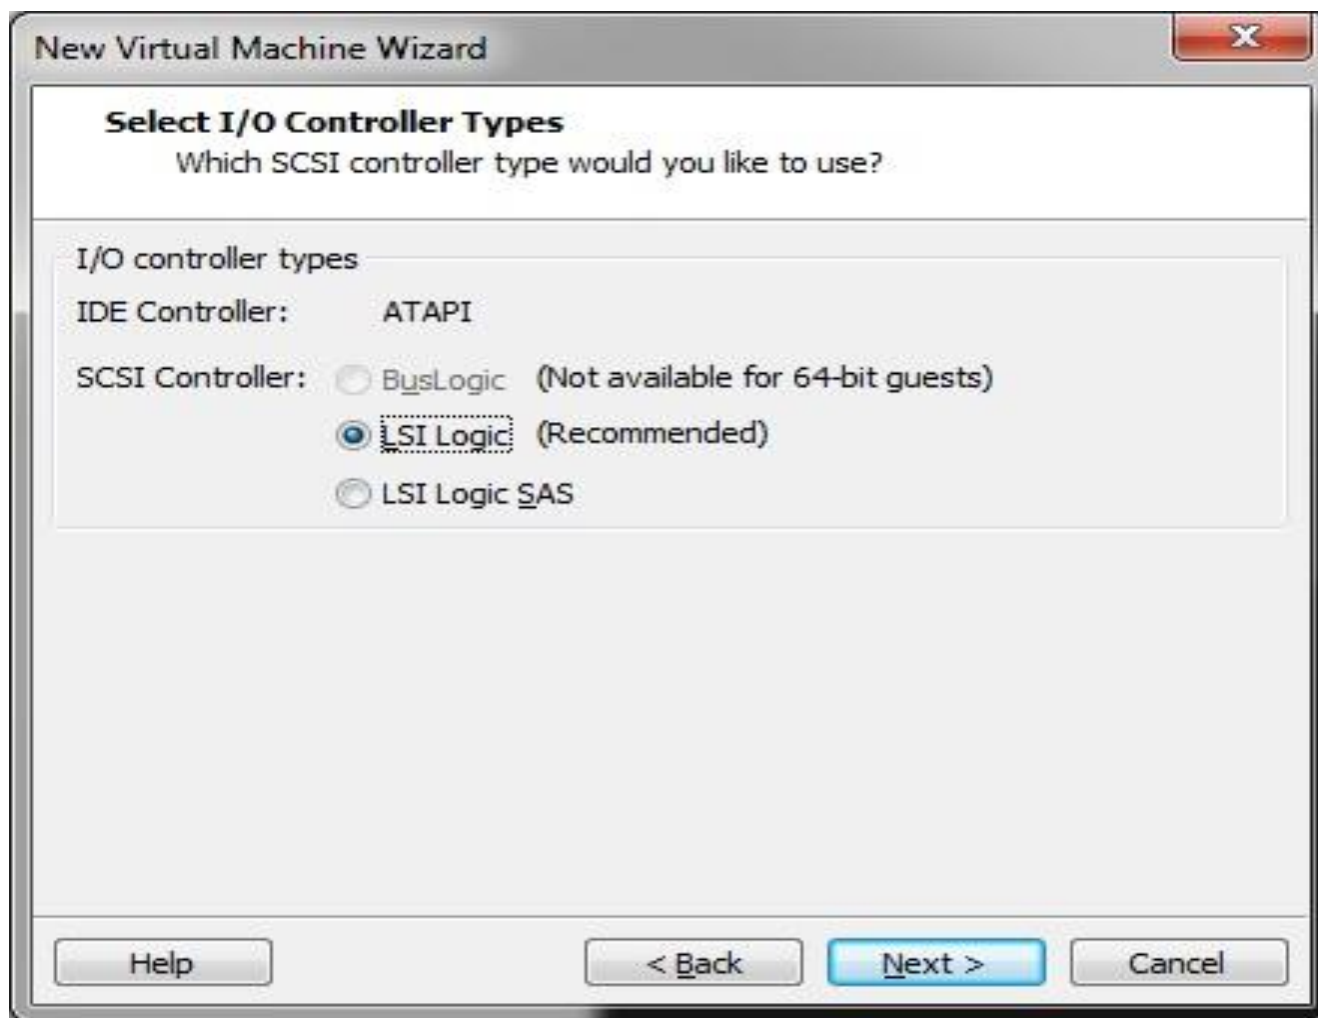 New Virtual Machine Wizard
Select I/O Controller Types
Which SCSI controller type would you like to use?
I/O controller types
IDE Controller: ATAPI
SCSI Controller: BusLogic (Not available for 64-bit guests)
LSI Logic (Recommended)
LSI Logic SAS
Help < Back Next > Cancel